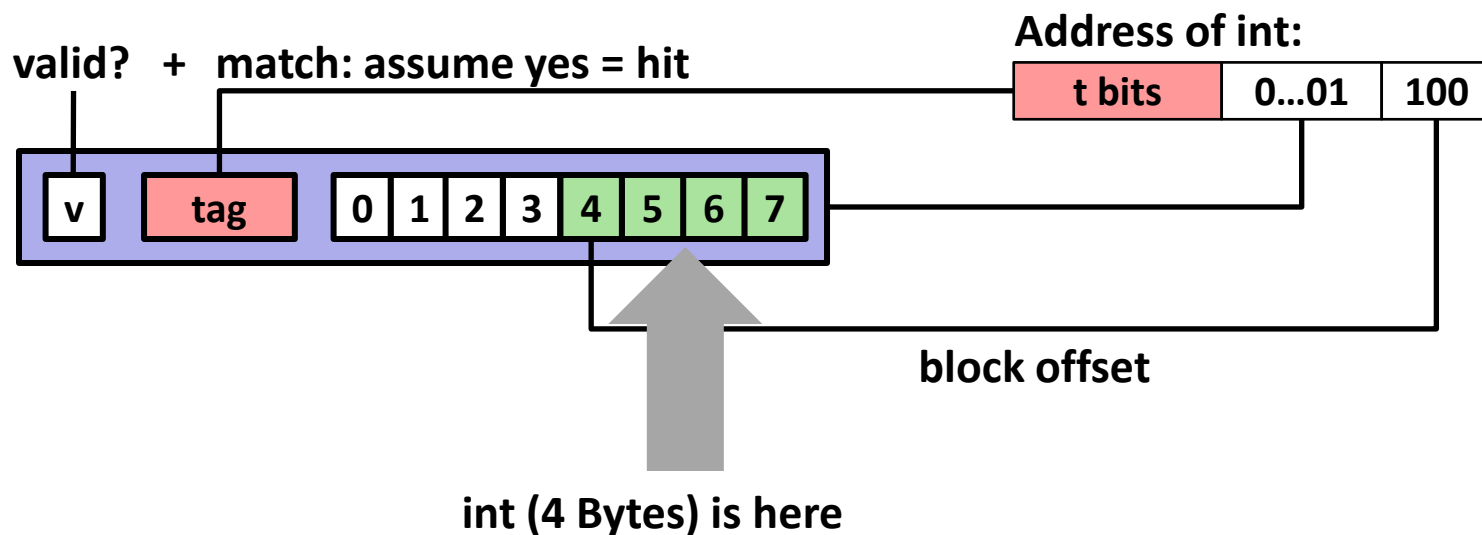 Address of int:
valid? + match: assume yes = hit
t bits 0...01 100
v tag 0 1 2 3 4 5 6 7
block offset
int (4 Bytes) is here